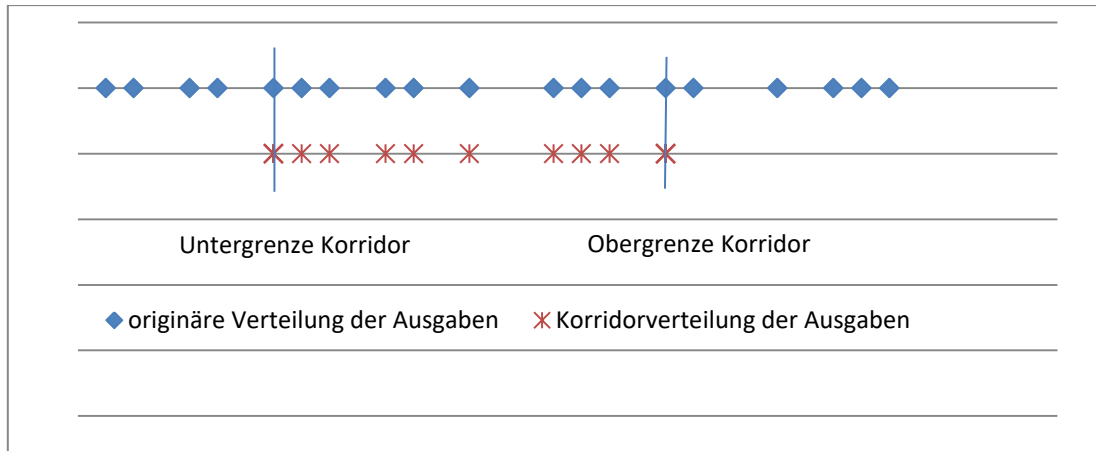 Untergrenze Korridor
Obergrenze Korridor
originäre Verteilung der Ausgaben
Korridorverteilung der Ausgaben